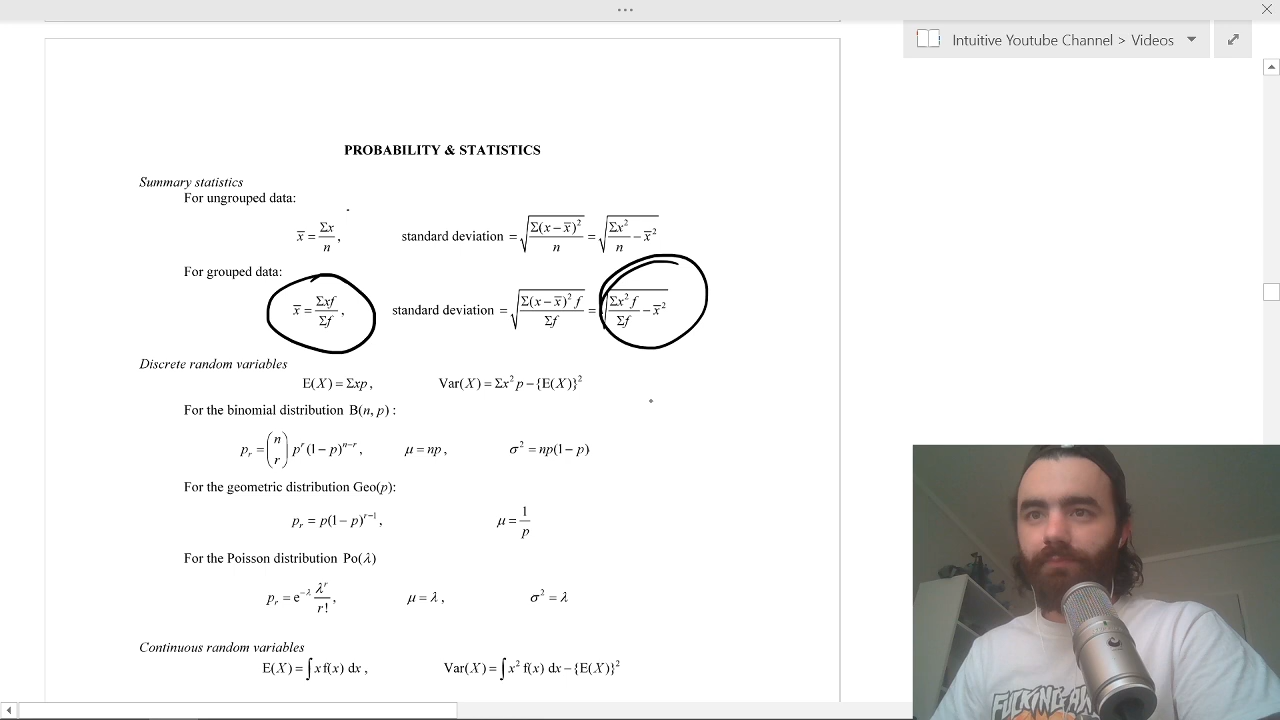 Intuitive Youtube Channel > Videos
PROBABILITY & STATISTICS
Summary statistics
For ungrouped data:
x̄ = Σx/n, standard deviation = √(Σ(x − x̄)²/n) = √(Σx²/n − x̄²)
For grouped data:
x̄ = Σxf/Σf, standard deviation = √(Σ(x − x̄)²f/Σf) = √(Σx²f/Σf − x̄²)
Discrete random variables
E(X) = Σxp, Var(X) = Σx²p − {E(X)}²
For the binomial distribution B(n, p) :
pᵣ = (n r) pʳ(1 − p)ⁿ⁻ʳ, μ = np, σ² = np(1 − p)
For the geometric distribution Geo(p):
pᵣ = p(1 − p)ʳ⁻¹, μ = 1/p
For the Poisson distribution Po(λ)
pᵣ = e^−λ λʳ/r!, μ = λ, σ² = λ
Continuous random variables
E(X) = ∫x f(x) dx, Var(X) = ∫x² f(x) dx − {E(X)}²
FUCKING AW